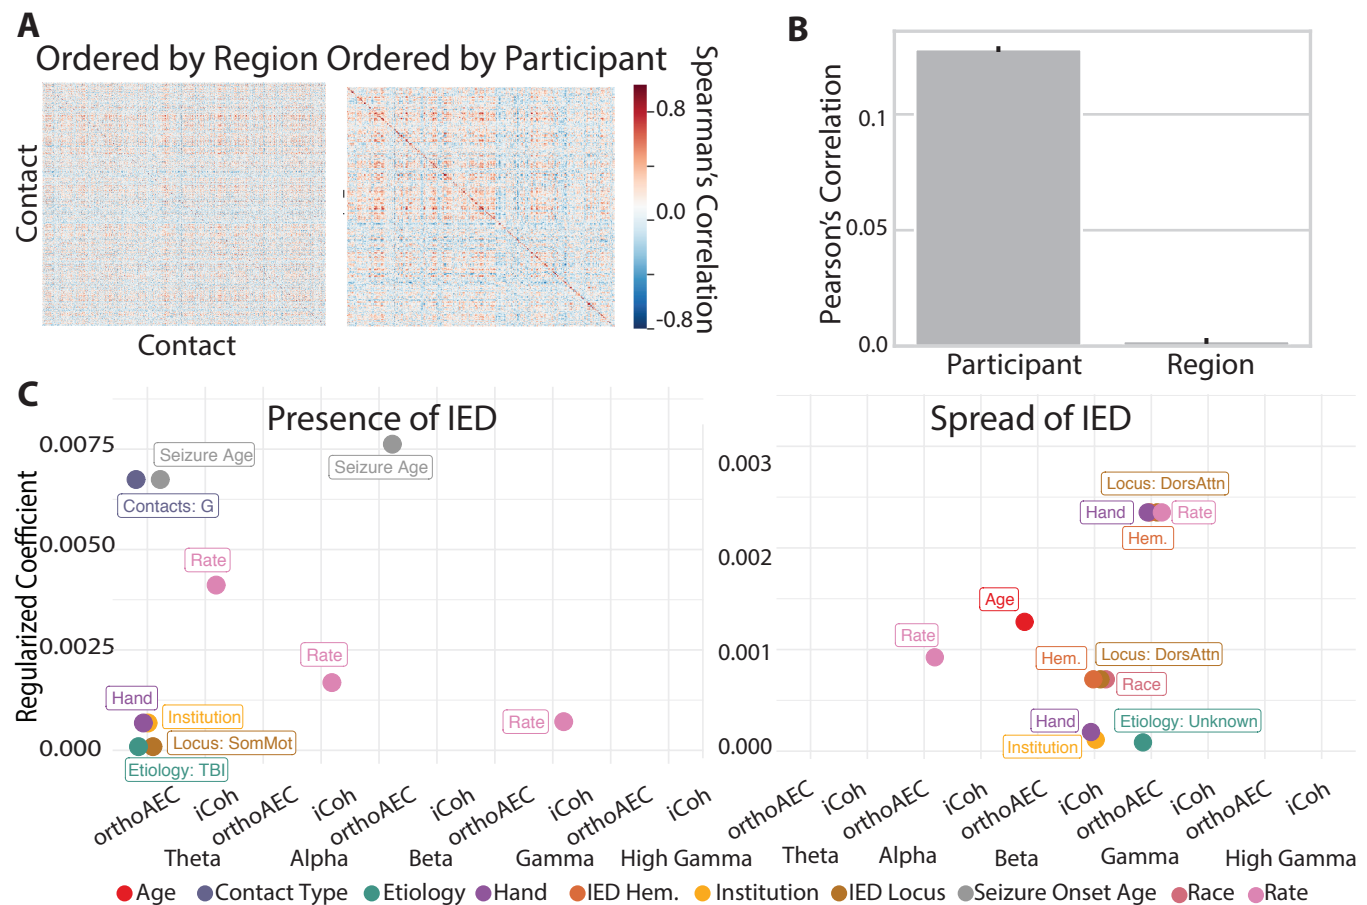 A
B
Ordered by Region
Ordered by Participant
Contact
Contact
0.8
0.0
-0.8
Spearman's Correlation
Pearson's Correlation
0.1
0.05
0.0
Participant
Region
C
Presence of IED
Regularized Coefficient
0.0075
0.0050
0.0025
0.000
Seizure Age
Contacts: G
Seizure Age
Rate
Rate
Hand
Institution
Rate
Locus: SomMot
Etiology: TBI
orthoAEC
iCoh
orthoAEC
iCoh
orthoAEC
iCoh
orthoAEC
iCoh
orthoAEC
iCoh
Theta
Alpha
Beta
Gamma
High Gamma
Spread of IED
0.003
0.002
0.001
0.000
Locus: DorsAttn
Hand
Rate
Hem.
Age
Rate
Hem.
Locus: DorsAttn
Race
Hand
Etiology: Unknown
Institution
orthoAEC
iCoh
orthoAEC
iCoh
orthoAEC
iCoh
orthoAEC
iCoh
orthoAEC
iCoh
Theta
Alpha
Beta
Gamma
High Gamma
Age
Contact Type
Etiology
Hand
IED Hem.
Institution
IED Locus
Seizure Onset Age
Race
Rate